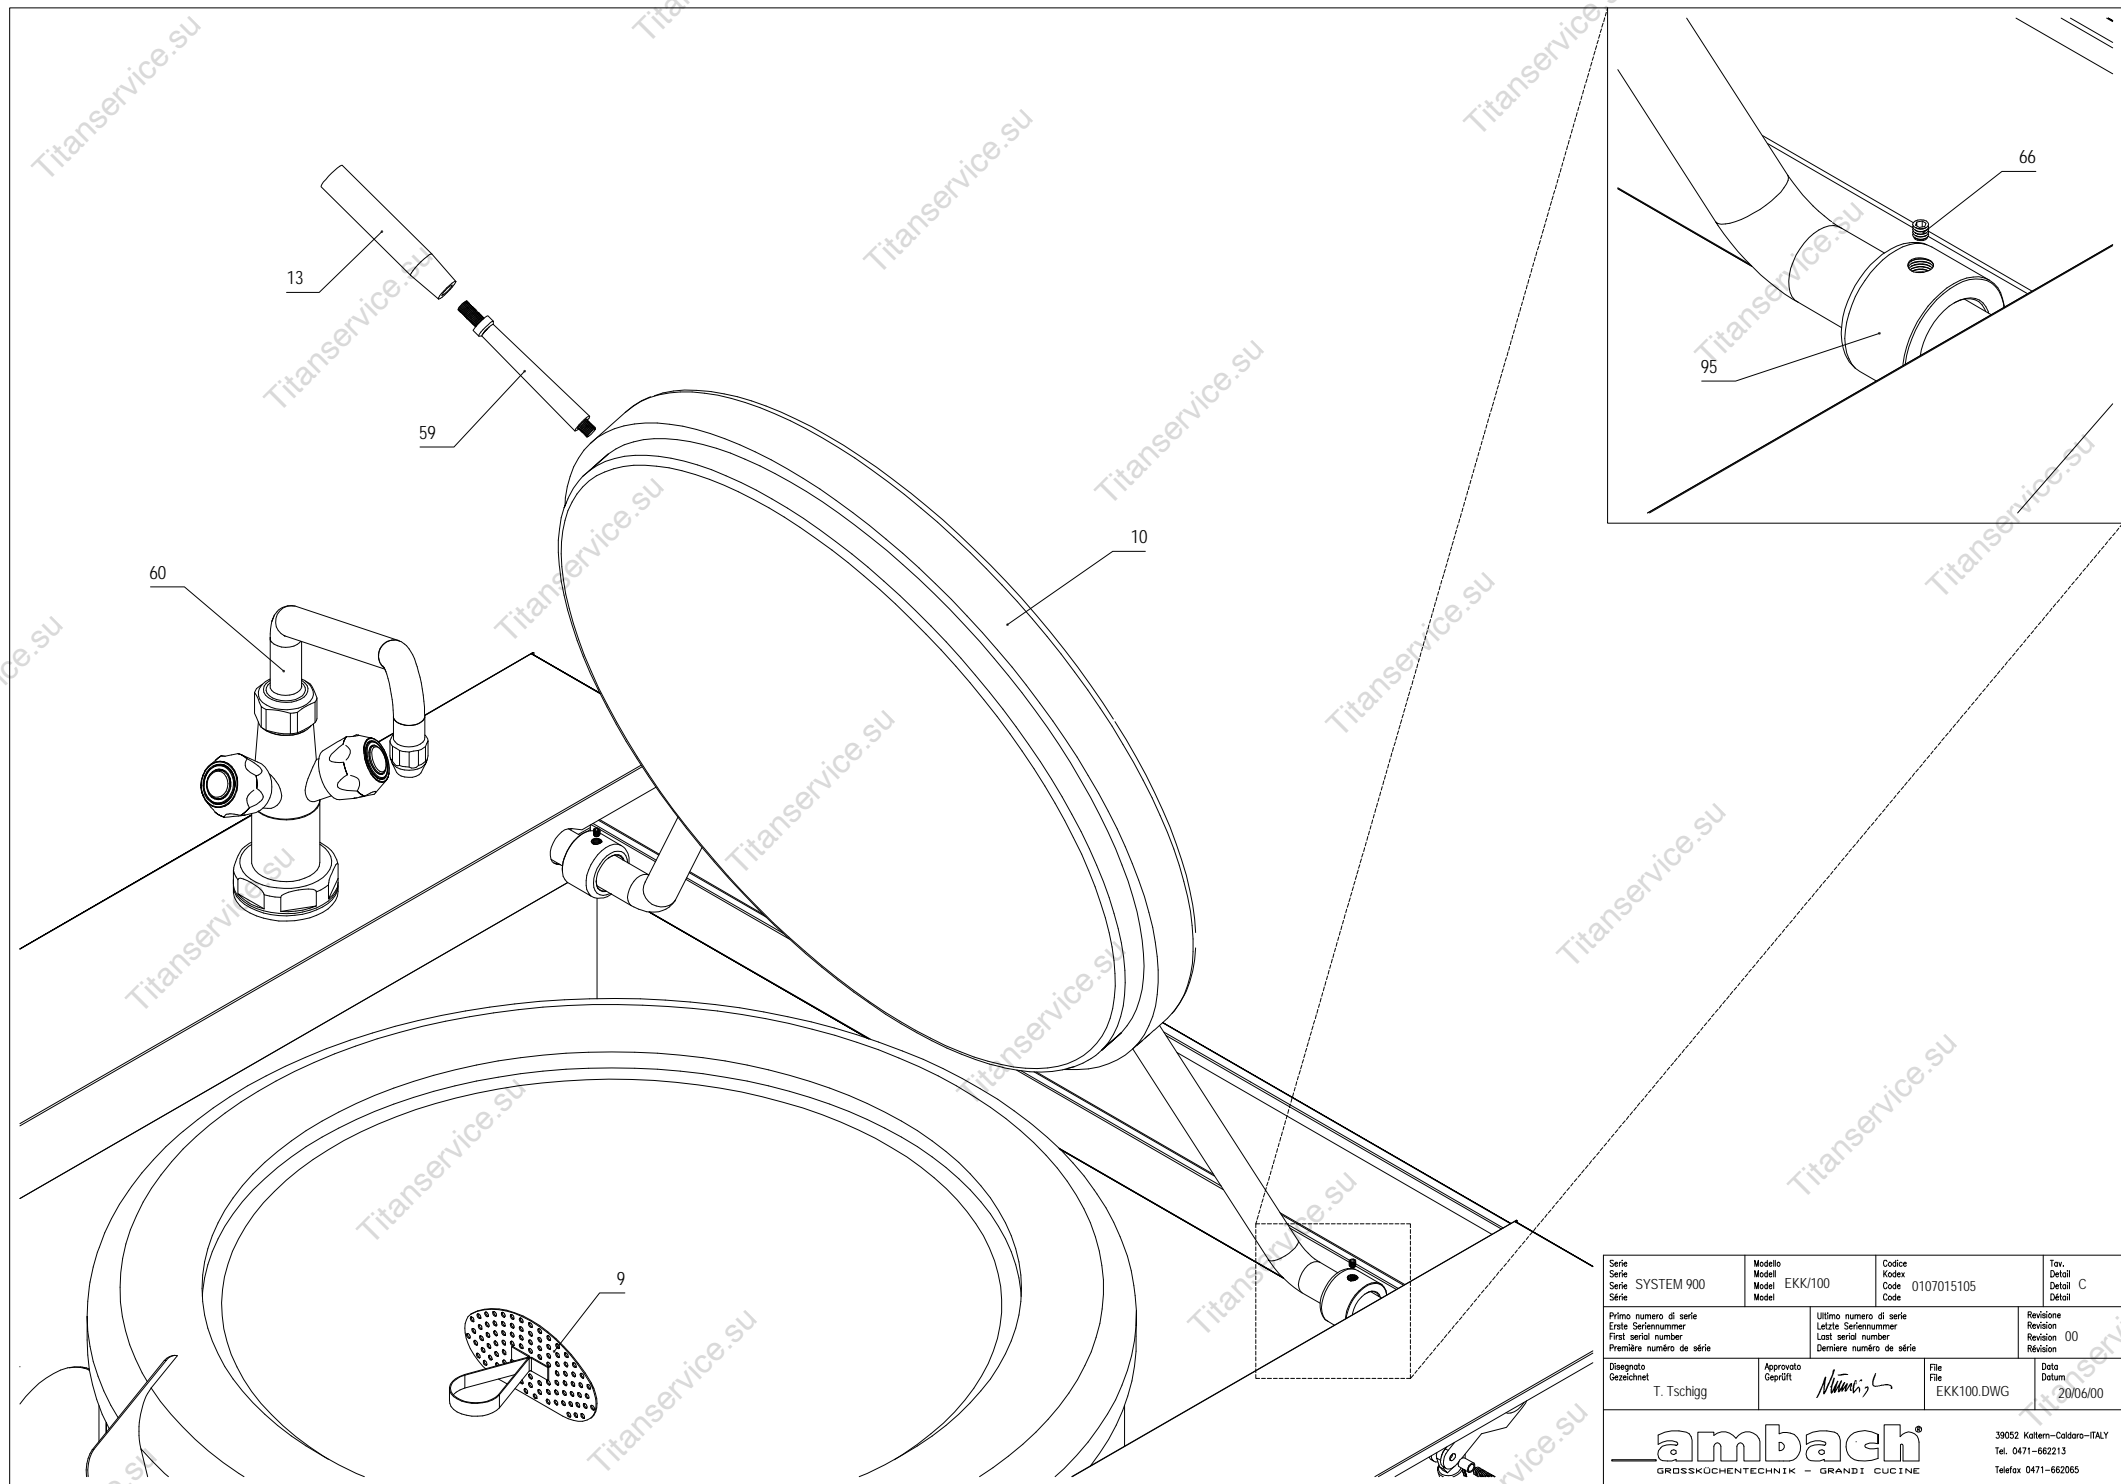 Titanservice.su
66
13
95
59
10
60
9
Serie
Serie
Serie SYSTEM 900
Série
Modello
Modell
Model EKK/100
Model
Codice
Kodex
Code 0107015105
Code
Tav.
Detail
Detail C
Détail
Primo numero di serie
Erste Seriennummer
First serial number
Première numéro de série
Ultimo numero di serie
Letzte Seriennummer
Last serial number
Derniere numéro de série
Revisione
Revision
Revision 00
Révision
Disegnato
Gezeichnet
T. Tschigg
Approvato
Geprüft
File
File
EKK100.DWG
Data
Datum
20/06/00
ambach®
GROSSKÜCHENTECHNIK – GRANDI CUCINE
39052 Kaltern–Caldaro–ITALY
Tel. 0471–662213
Telefax 0471–662065